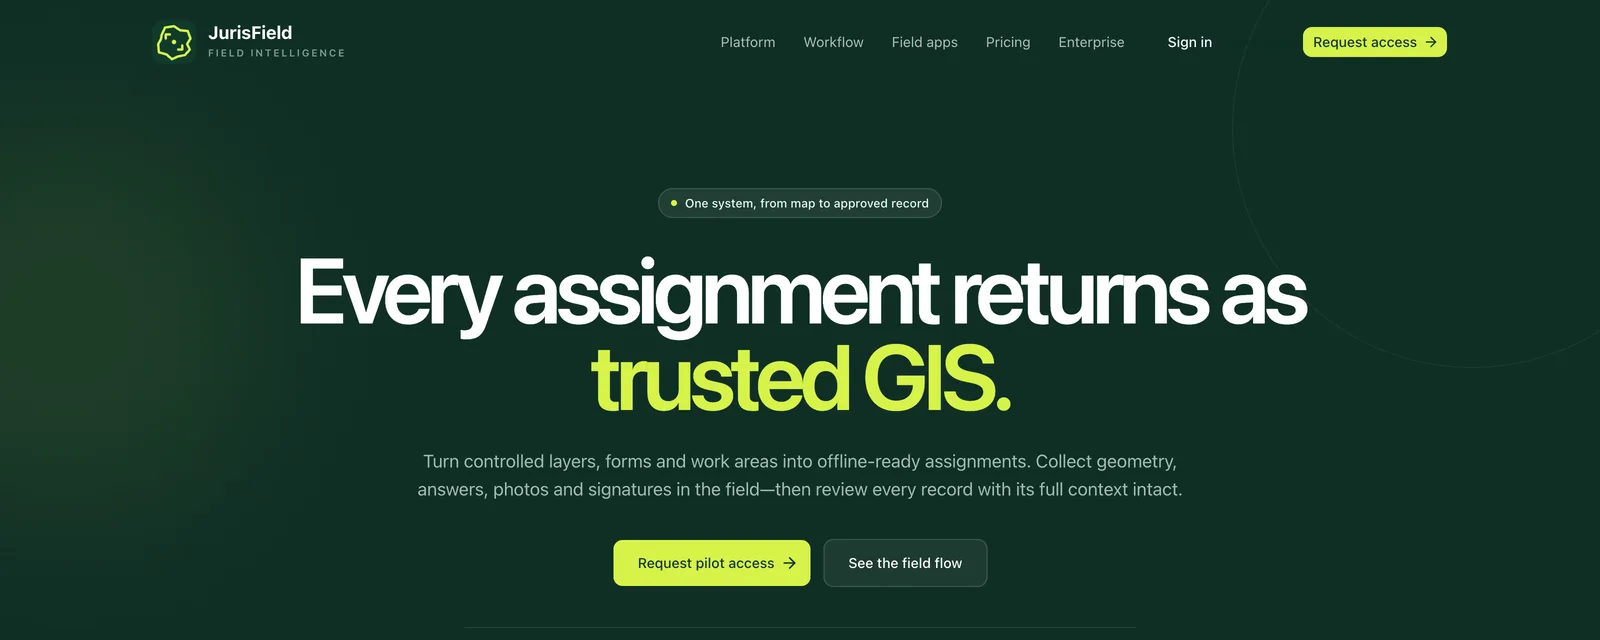 JurisField
FIELD INTELLIGENCE
Platform
Workflow
Field apps
Pricing
Enterprise
Sign in
Request access →
One system, from map to approved record
Every assignment returns as
trusted GIS.
Turn controlled layers, forms and work areas into offline-ready assignments. Collect geometry,
answers, photos and signatures in the field—then review every record with its full context intact.
Request pilot access →
See the field flow